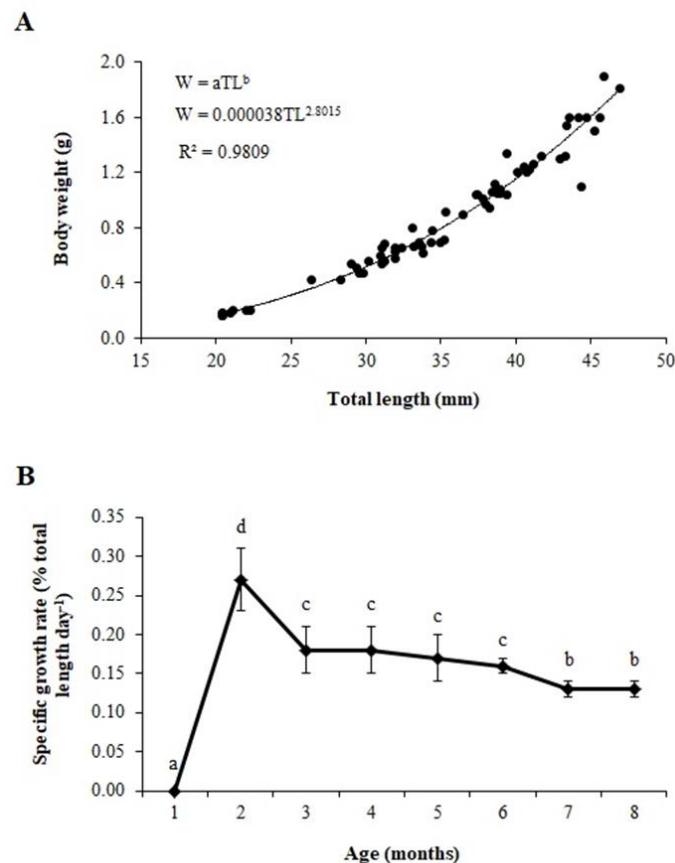 A
2.0
1.6
1.2
0.8
0.4
0.0
Body weight (g)
W = aTLᵇ
W = 0.000038TL²·⁸⁰¹⁵
R² = 0.9809
15 20 25 30 35 40 45 50
Total length (mm)
B
0.35
0.30
0.25
0.20
0.15
0.10
0.05
0.00
Specific growth rate (% total
length day⁻¹)
a d c c c c b b
1 2 3 4 5 6 7 8
Age (months)